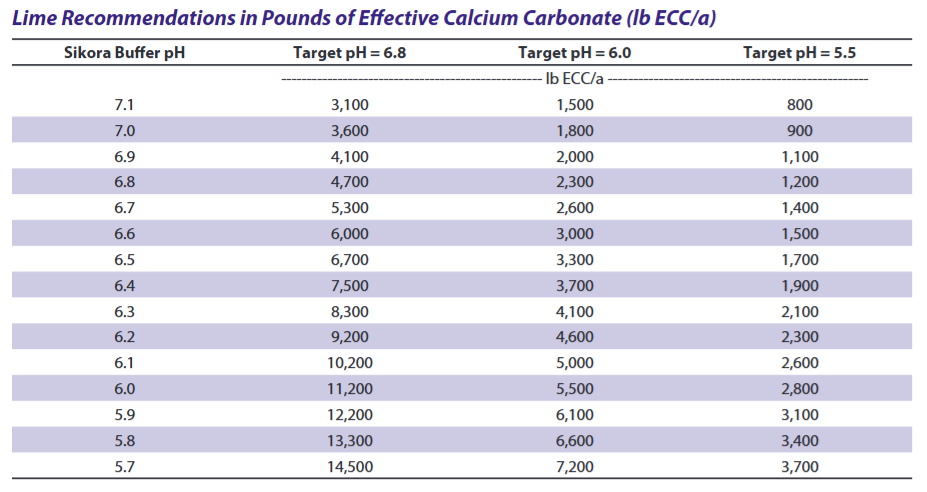 Lime Recommendations in Pounds of Effective Calcium Carbonate (lb ECC/a)
Sikora Buffer pH Target pH = 6.8 Target pH = 6.0 Target pH = 5.5
lb ECC/a
7.1 3,100 1,500 800
7.0 3,600 1,800 900
6.9 4,100 2,000 1,100
6.8 4,700 2,300 1,200
6.7 5,300 2,600 1,400
6.6 6,000 3,000 1,500
6.5 6,700 3,300 1,700
6.4 7,500 3,700 1,900
6.3 8,300 4,100 2,100
6.2 9,200 4,600 2,300
6.1 10,200 5,000 2,600
6.0 11,200 5,500 2,800
5.9 12,200 6,100 3,100
5.8 13,300 6,600 3,400
5.7 14,500 7,200 3,700